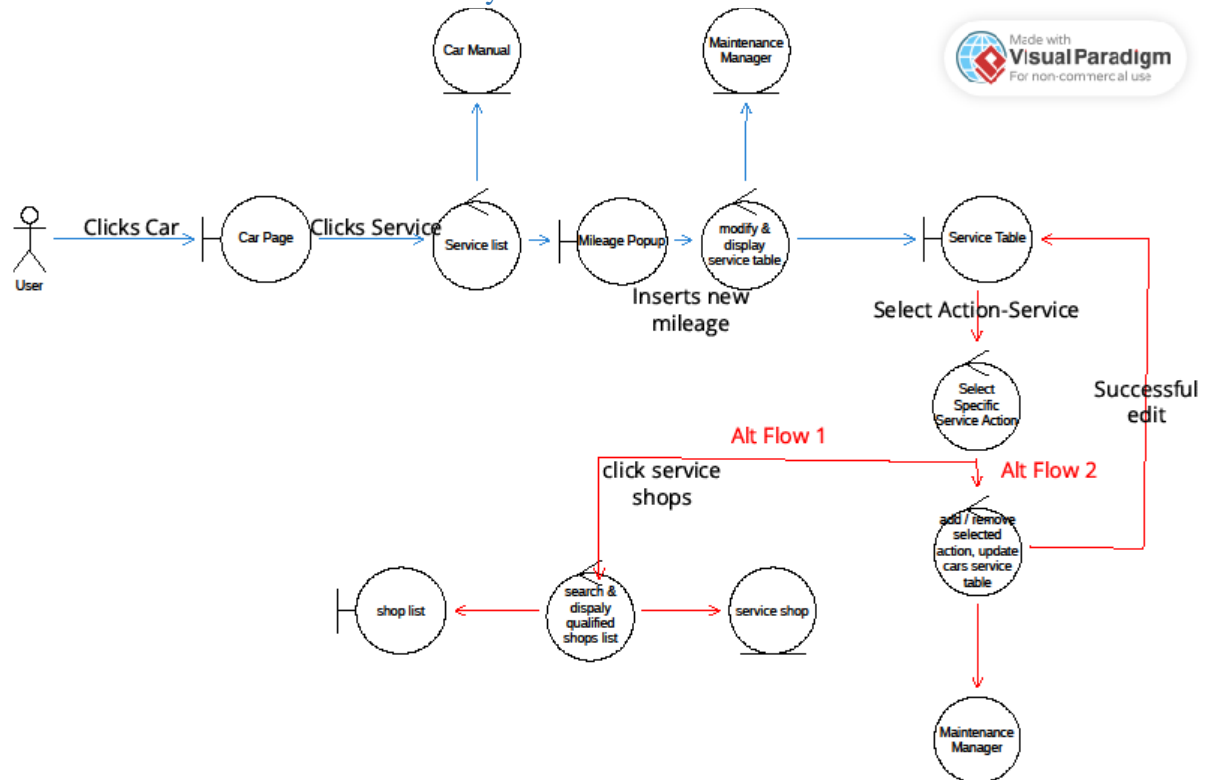 Car Manual
Maintenance
Manager
Made with
Visual Paradigm
For non-commercial use
Clicks Car
Clicks Service
User
Car Page
Service list
Mileage Popup
modify &
display
service table
Service Table
Inserts new
mileage
Select Action-Service
Select
Specific
Service Action
Successful
edit
Alt Flow 1
click service
shops
Alt Flow 2
add / remove
selected
action, update
cars service
table
shop list
search &
dispaly
qualified
shops list
service shop
Maintenance
Manager